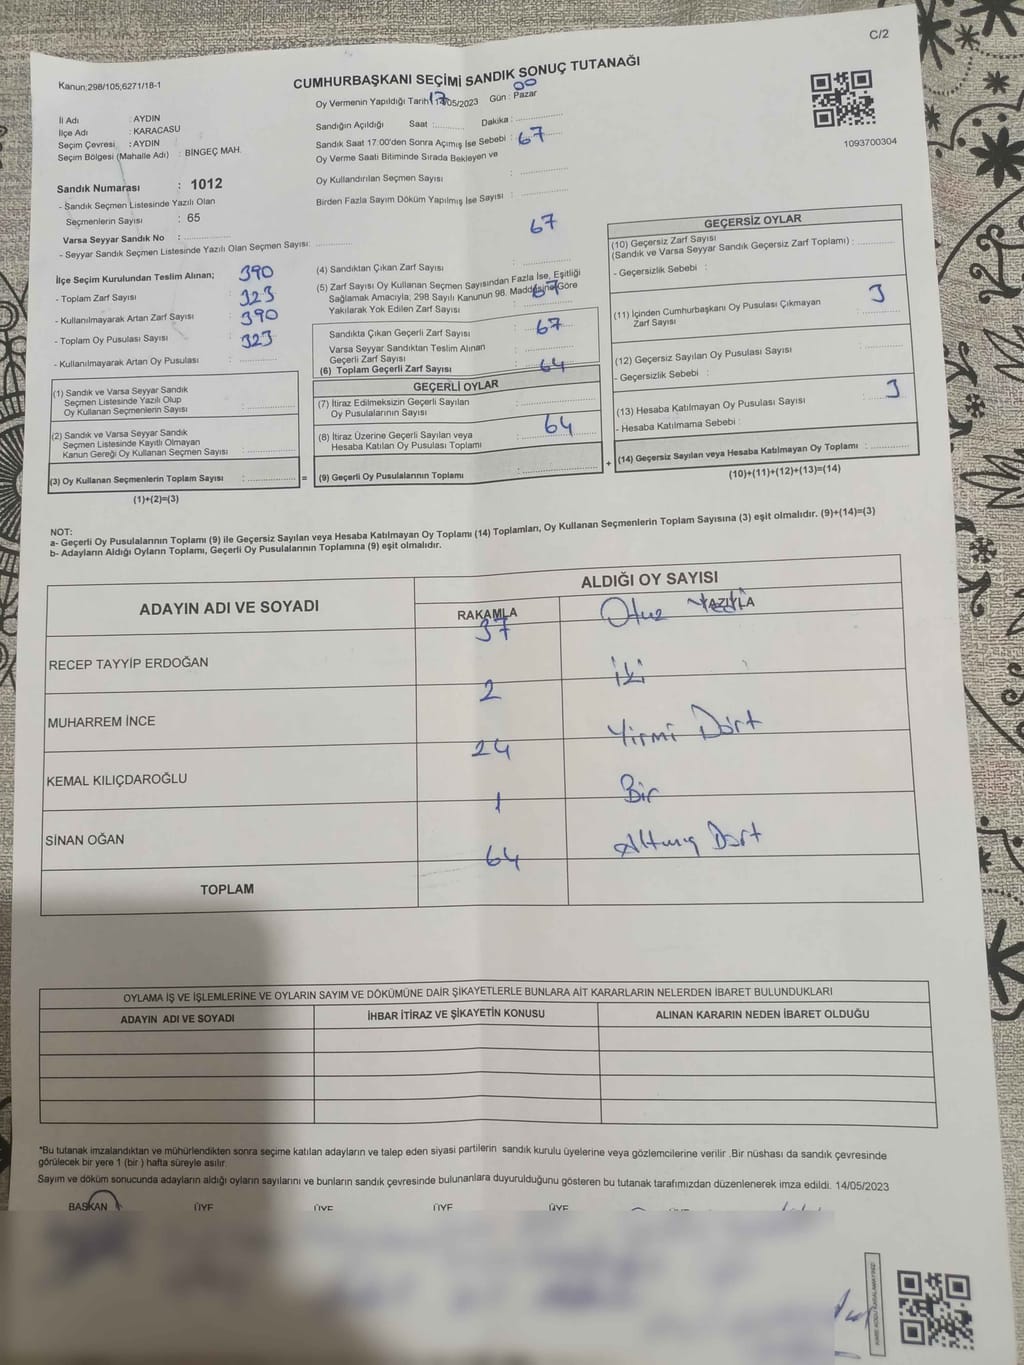 C/2
Kanun;298/105,6271/18-1
CUMHURBAŞKANI SEÇİMİ SANDIK SONUÇ TUTANAĞI
Oy Vermenin Yapıldığı Tarih 14/05/2023 Gün : Pazar
17 00
1093700304
İl Adı : AYDIN
İlçe Adı : KARACASU
Seçim Çevresi : AYDIN
Seçim Bölgesi (Mahalle Adı) : BİNGEÇ MAH.
Sandık Numarası : 1012
- Sandık Seçmen Listesinde Yazılı Olan
Seçmenlerin Sayısı : 65
Varsa Seyyar Sandık No :
- Seyyar Sandık Seçmen Listesinde Yazılı Olan Seçmen Sayısı:
Sandığın Açıldığı Saat : Dakika :
Sandık Saat 17.00'den Sonra Açımış İse Sebebi :
67
Oy Verme Saati Bitiminde Sırada Bekleyen ve
Oy Kullandırılan Seçmen Sayısı :
Birden Fazla Sayım Döküm Yapılmış İse Sayısı :
67
İlçe Seçim Kurulundan Teslim Alınan;
390
- Toplam Zarf Sayısı :
323
- Kullanılmayarak Artan Zarf Sayısı :
390
- Toplam Oy Pusulası Sayısı :
323
- Kullanılmayarak Artan Oy Pusulası :
(1) Sandık ve Varsa Seyyar Sandık
Seçmen Listesinde Yazılı Olup
Oy Kullanan Seçmenlerin Sayısı :
(2) Sandık ve Varsa Seyyar Sandık
Seçmen Listesinde Kayıtlı Olmayan
Kanun Gereği Oy Kullanan Seçmen Sayısı :
(3) Oy Kullanan Seçmenlerin Toplam Sayısı :
(1)+(2)=(3)
=
(4) Sandıktan Çıkan Zarf Sayısı :
(5) Zarf Sayısı Oy Kullanan Seçmen Sayısından Fazla İse, Eşitliği
Sağlamak Amacıyla, 298 Sayılı Kanunun 98. Maddesine Göre
67
Yakılarak Yok Edilen Zarf Sayısı :
Sandıkta Çıkan Geçerli Zarf Sayısı : 67
Varsa Seyyar Sandıktan Teslim Alınan
Geçerli Zarf Sayısı :
(6) Toplam Geçerli Zarf Sayısı : 64
GEÇERLİ OYLAR
(7) İtiraz Edilmeksizin Geçerli Sayılan
Oy Pusulalarının Sayısı :
(8) İtiraz Üzerine Geçerli Sayılan veya
Hesaba Katılan Oy Pusulası Toplamı : 64
(9) Geçerli Oy Pusulalarının Toplamı :
+
GEÇERSİZ OYLAR
(10) Geçersiz Zarf Sayısı
(Sandık ve Varsa Seyyar Sandık Geçersiz Zarf Toplamı) :
- Geçersizlik Sebebi :
(11) İçinden Cumhurbaşkanı Oy Pusulası Çıkmayan
Zarf Sayısı : 3
(12) Geçersiz Sayılan Oy Pusulası Sayısı :
- Geçersizlik Sebebi :
(13) Hesaba Katılmayan Oy Pusulası Sayısı : 3
- Hesaba Katılmama Sebebi :
(14) Geçersiz Sayılan veya Hesaba Katılmayan Oy Toplamı :
(10)+(11)+(12)+(13)=(14)
NOT:
a- Geçerli Oy Pusulalarının Toplamı (9) ile Geçersiz Sayılan veya Hesaba Katılmayan Oy Toplamı (14) Toplamları, Oy Kullanan Seçmenlerin Toplam Sayısına (3) eşit olmalıdır. (9)+(14)=(3)
b- Adayların Aldığı Oyların Toplamı, Geçerli Oy Pusulalarının Toplamına (9) eşit olmalıdır.
ADAYIN ADI VE SOYADI
ALDIĞI OY SAYISI
RAKAMLA YAZIYLA
37 Otuz Yedi
RECEP TAYYİP ERDOĞAN
2 İki
MUHARREM İNCE
24 Yirmi Dört
KEMAL KILIÇDAROĞLU
1 Bir
SİNAN OĞAN
64 Altmış Dört
TOPLAM
OYLAMA İŞ VE İŞLEMLERİNE VE OYLARIN SAYIM VE DÖKÜMÜNE DAİR ŞİKAYETLERLE BUNLARA AİT KARARLARIN NELERDEN İBARET BULUNDUKLARI
ADAYIN ADI VE SOYADI İHBAR İTİRAZ VE ŞİKAYETİN KONUSU ALINAN KARARIN NEDEN İBARET OLDUĞU
*Bu tutanak imzalandıktan ve mühürlendikten sonra seçime katılan adayların ve talep eden siyasi partilerin sandık kurulu üyelerine veya gözlemcilerine verilir .Bir nüshası da sandık çevresinde
görülecek bir yere 1 (bir ) hafta süreyle asılır.
Sayım ve döküm sonucunda adayların aldığı oyların sayılarını ve bunların sandık çevresinde bulunanlara duyurulduğunu gösteren bu tutanak tarafımızdan düzenlenerek imza edildi. 14/05/2023
BAŞKAN ÜYE ÜYE ÜYE ÜYE ÜYE